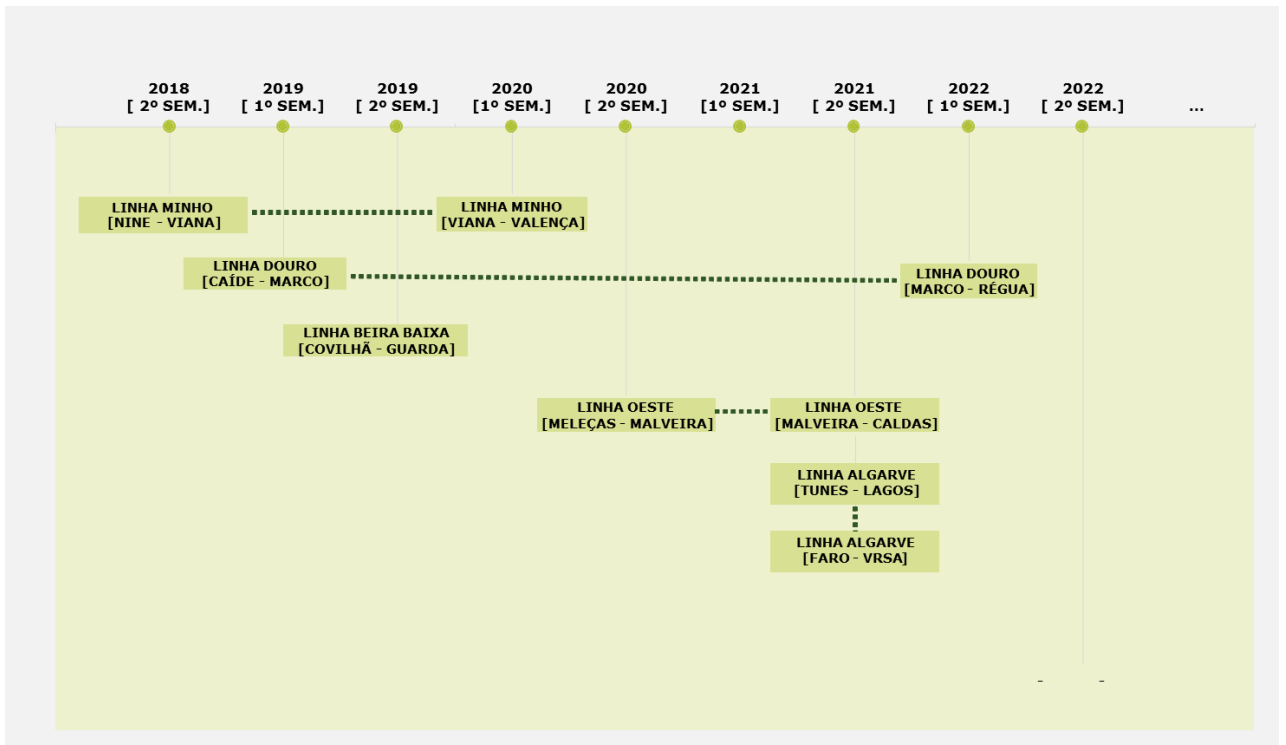 2018
[ 2º SEM.]
2019
[ 1º SEM.]
2019
[ 2º SEM.]
2020
[1º SEM.]
2020
[ 2º SEM.]
2021
[1º SEM.]
2021
[ 2º SEM.]
2022
[ 1º SEM.]
2022
[ 2º SEM.]
...
LINHA MINHO
[NINE - VIANA]
LINHA MINHO
[VIANA - VALENÇA]
LINHA DOURO
[CAÍDE - MARCO]
LINHA DOURO
[MARCO - RÉGUA]
LINHA BEIRA BAIXA
[COVILHÃ - GUARDA]
LINHA OESTE
[MELEÇAS - MALVEIRA]
LINHA OESTE
[MALVEIRA - CALDAS]
LINHA ALGARVE
[TUNES - LAGOS]
LINHA ALGARVE
[FARO - VRSA]
- -